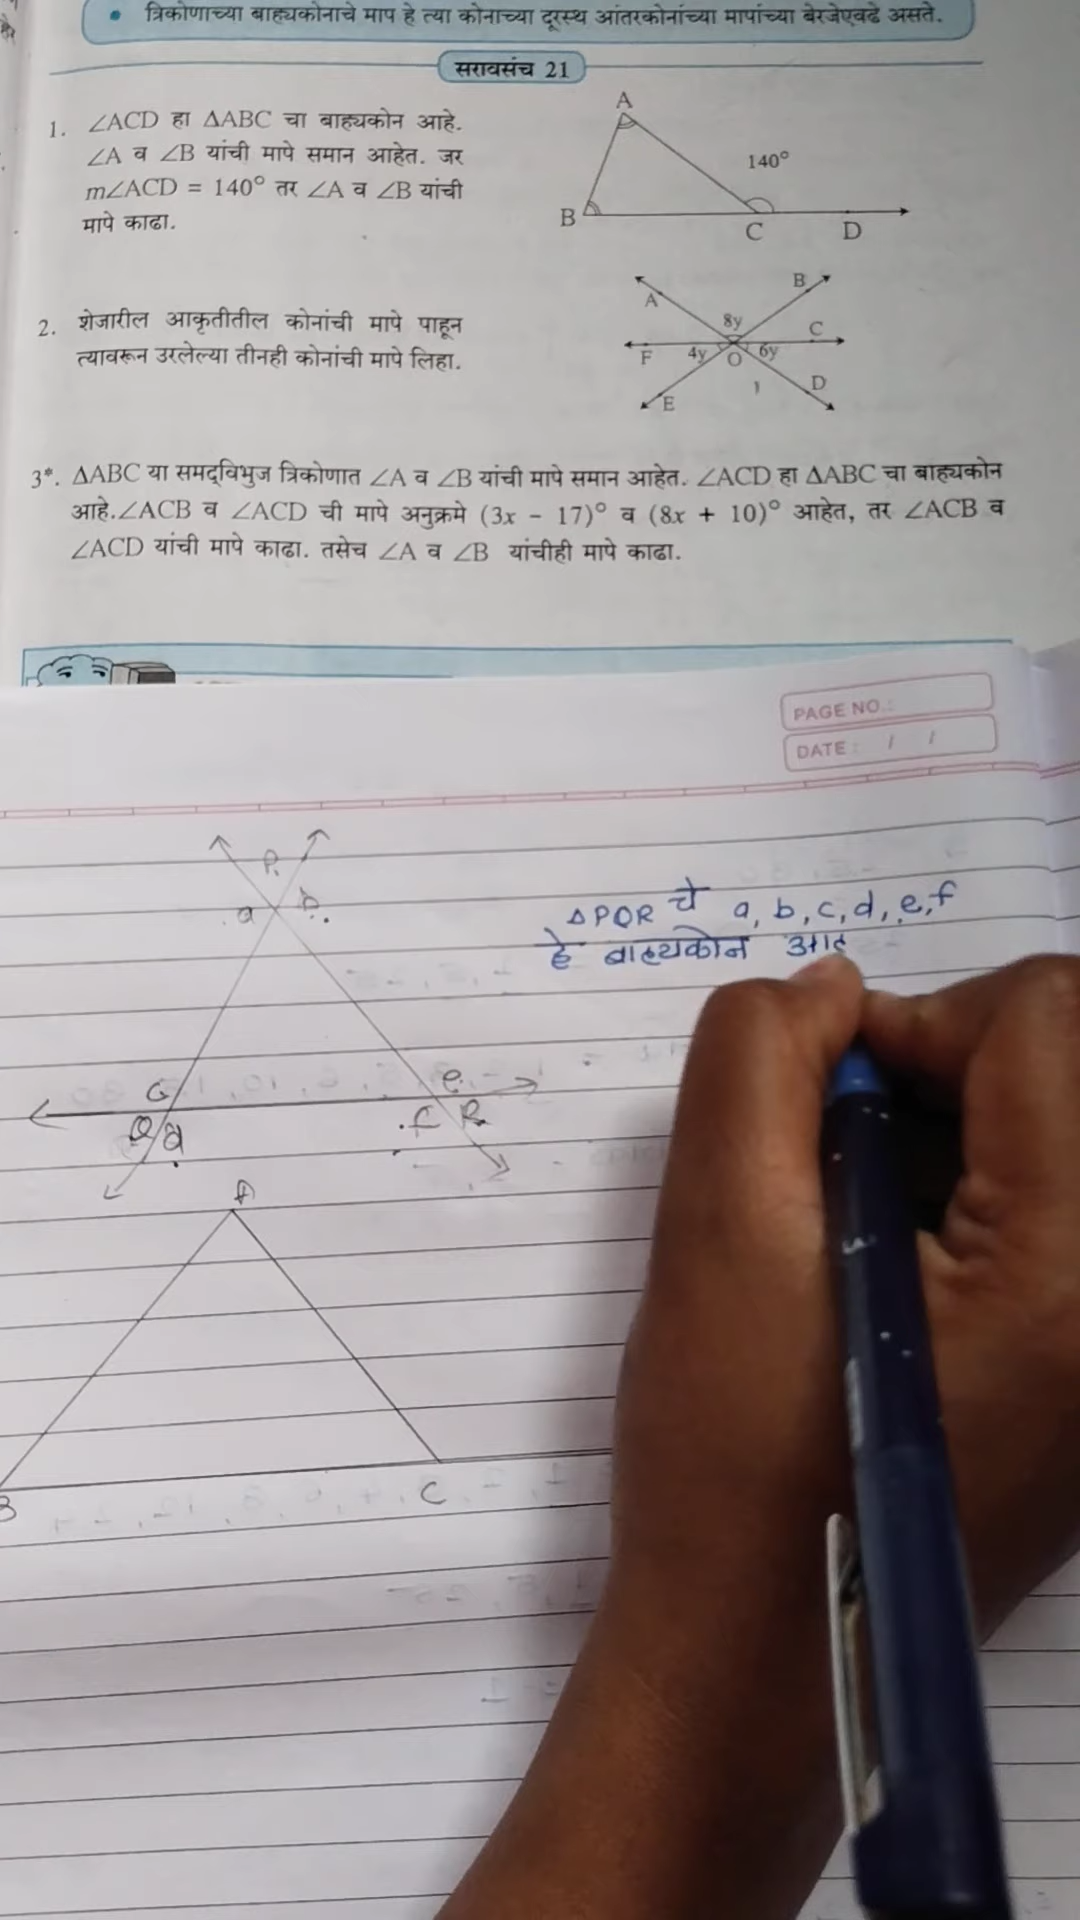 • त्रिकोणाच्या बाह्यकोनाचे माप हे त्या कोनाच्या दूरस्थ आंतरकोनांच्या मापांच्या बेरजेएवढे असते.
सरावसंच 21
1. ∠ACD हा ΔABC चा बाह्यकोन आहे.
∠A व ∠B यांची मापे समान आहेत. जर
m∠ACD = 140° तर ∠A व ∠B यांची
मापे काढा.
A
140°
B
C
D
2. शेजारील आकृतीतील कोनांची मापे पाहून
त्यावरून उरलेल्या तीनही कोनांची मापे लिहा.
A
B
8y
C
F
4y
O
6y
D
E
3*. ΔABC या समद्‌विभुज त्रिकोणात ∠A व ∠B यांची मापे समान आहेत. ∠ACD हा ΔABC चा बाह्यकोन
आहे.∠ACB व ∠ACD ची मापे अनुक्रमे (3x - 17)° व (8x + 10)° आहेत, तर ∠ACB व
∠ACD यांची मापे काढा. तसेच ∠A व ∠B यांचीही मापे काढा.
PAGE NO.:
DATE : / /
P
a
b
ΔPQR चे a, b, c, d, e, f
हे बाह्यकोन
c
e
Q
d
f
R
A
B
C